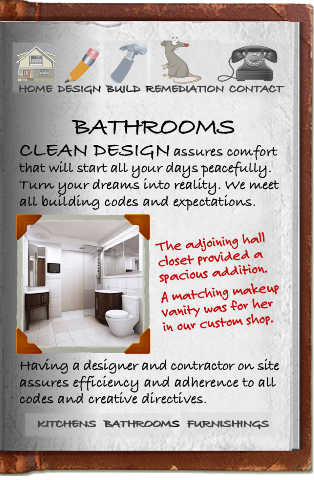 HOME DESIGN BUILD REMEDIATION CONTACT
BATHROOMS
CLEAN DESIGN assures comfort
that will start all your days peacefully.
Turn your dreams into reality. We meet
all building codes and expectations.
The adjoining hall
closet provided a
spacious addition.
A matching makeup
vanity was for her
in our custom shop.
Having a designer and contractor on site
assures efficiency and adherence to all
codes and creative directives.
KITCHENS BATHROOMS FURNISHINGS